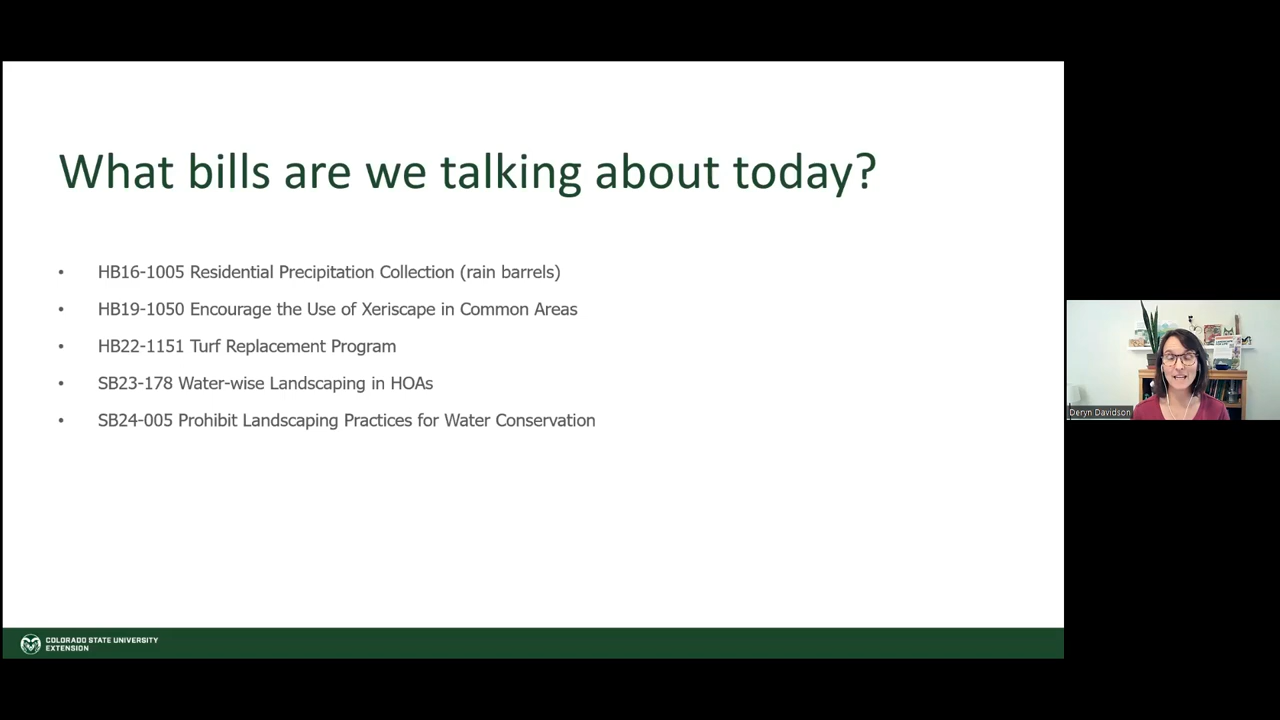 What bills are we talking about today?
• HB16-1005 Residential Precipitation Collection (rain barrels)
• HB19-1050 Encourage the Use of Xeriscape in Common Areas
• HB22-1151 Turf Replacement Program
• SB23-178 Water-wise Landscaping in HOAs
• SB24-005 Prohibit Landscaping Practices for Water Conservation
Deryn Davidson
COLORADO STATE UNIVERSITY
EXTENSION